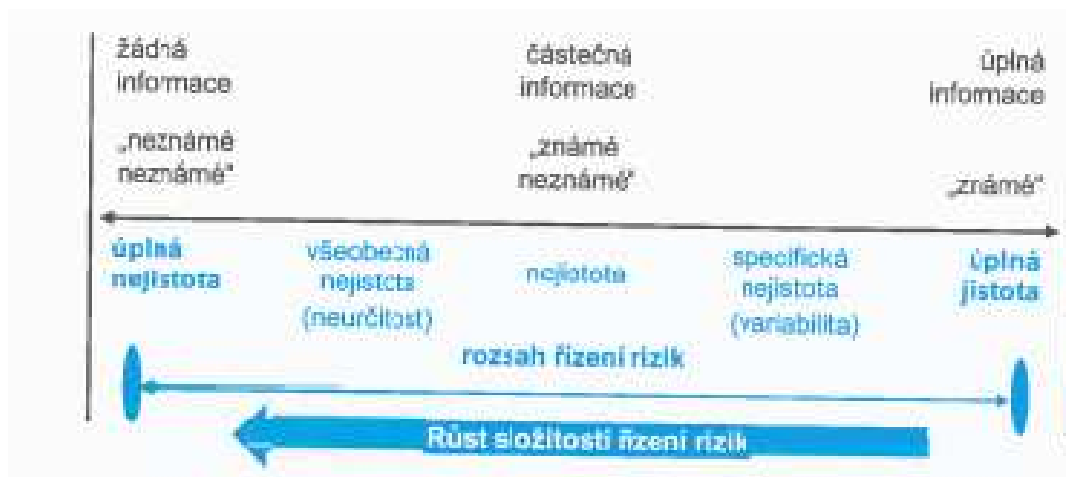 žádná
informace
částečná
informace
úplná
informace
„neznámé
neznámé“
„známé
neznámé“
„známé“
úplná
nejistota
všeobecná
nejistota
(neurčitost)
nejistota
specifická
nejistota
(variabilita)
úplná
jistota
rozsah řízení rizik
Růst složitosti řízení rizik